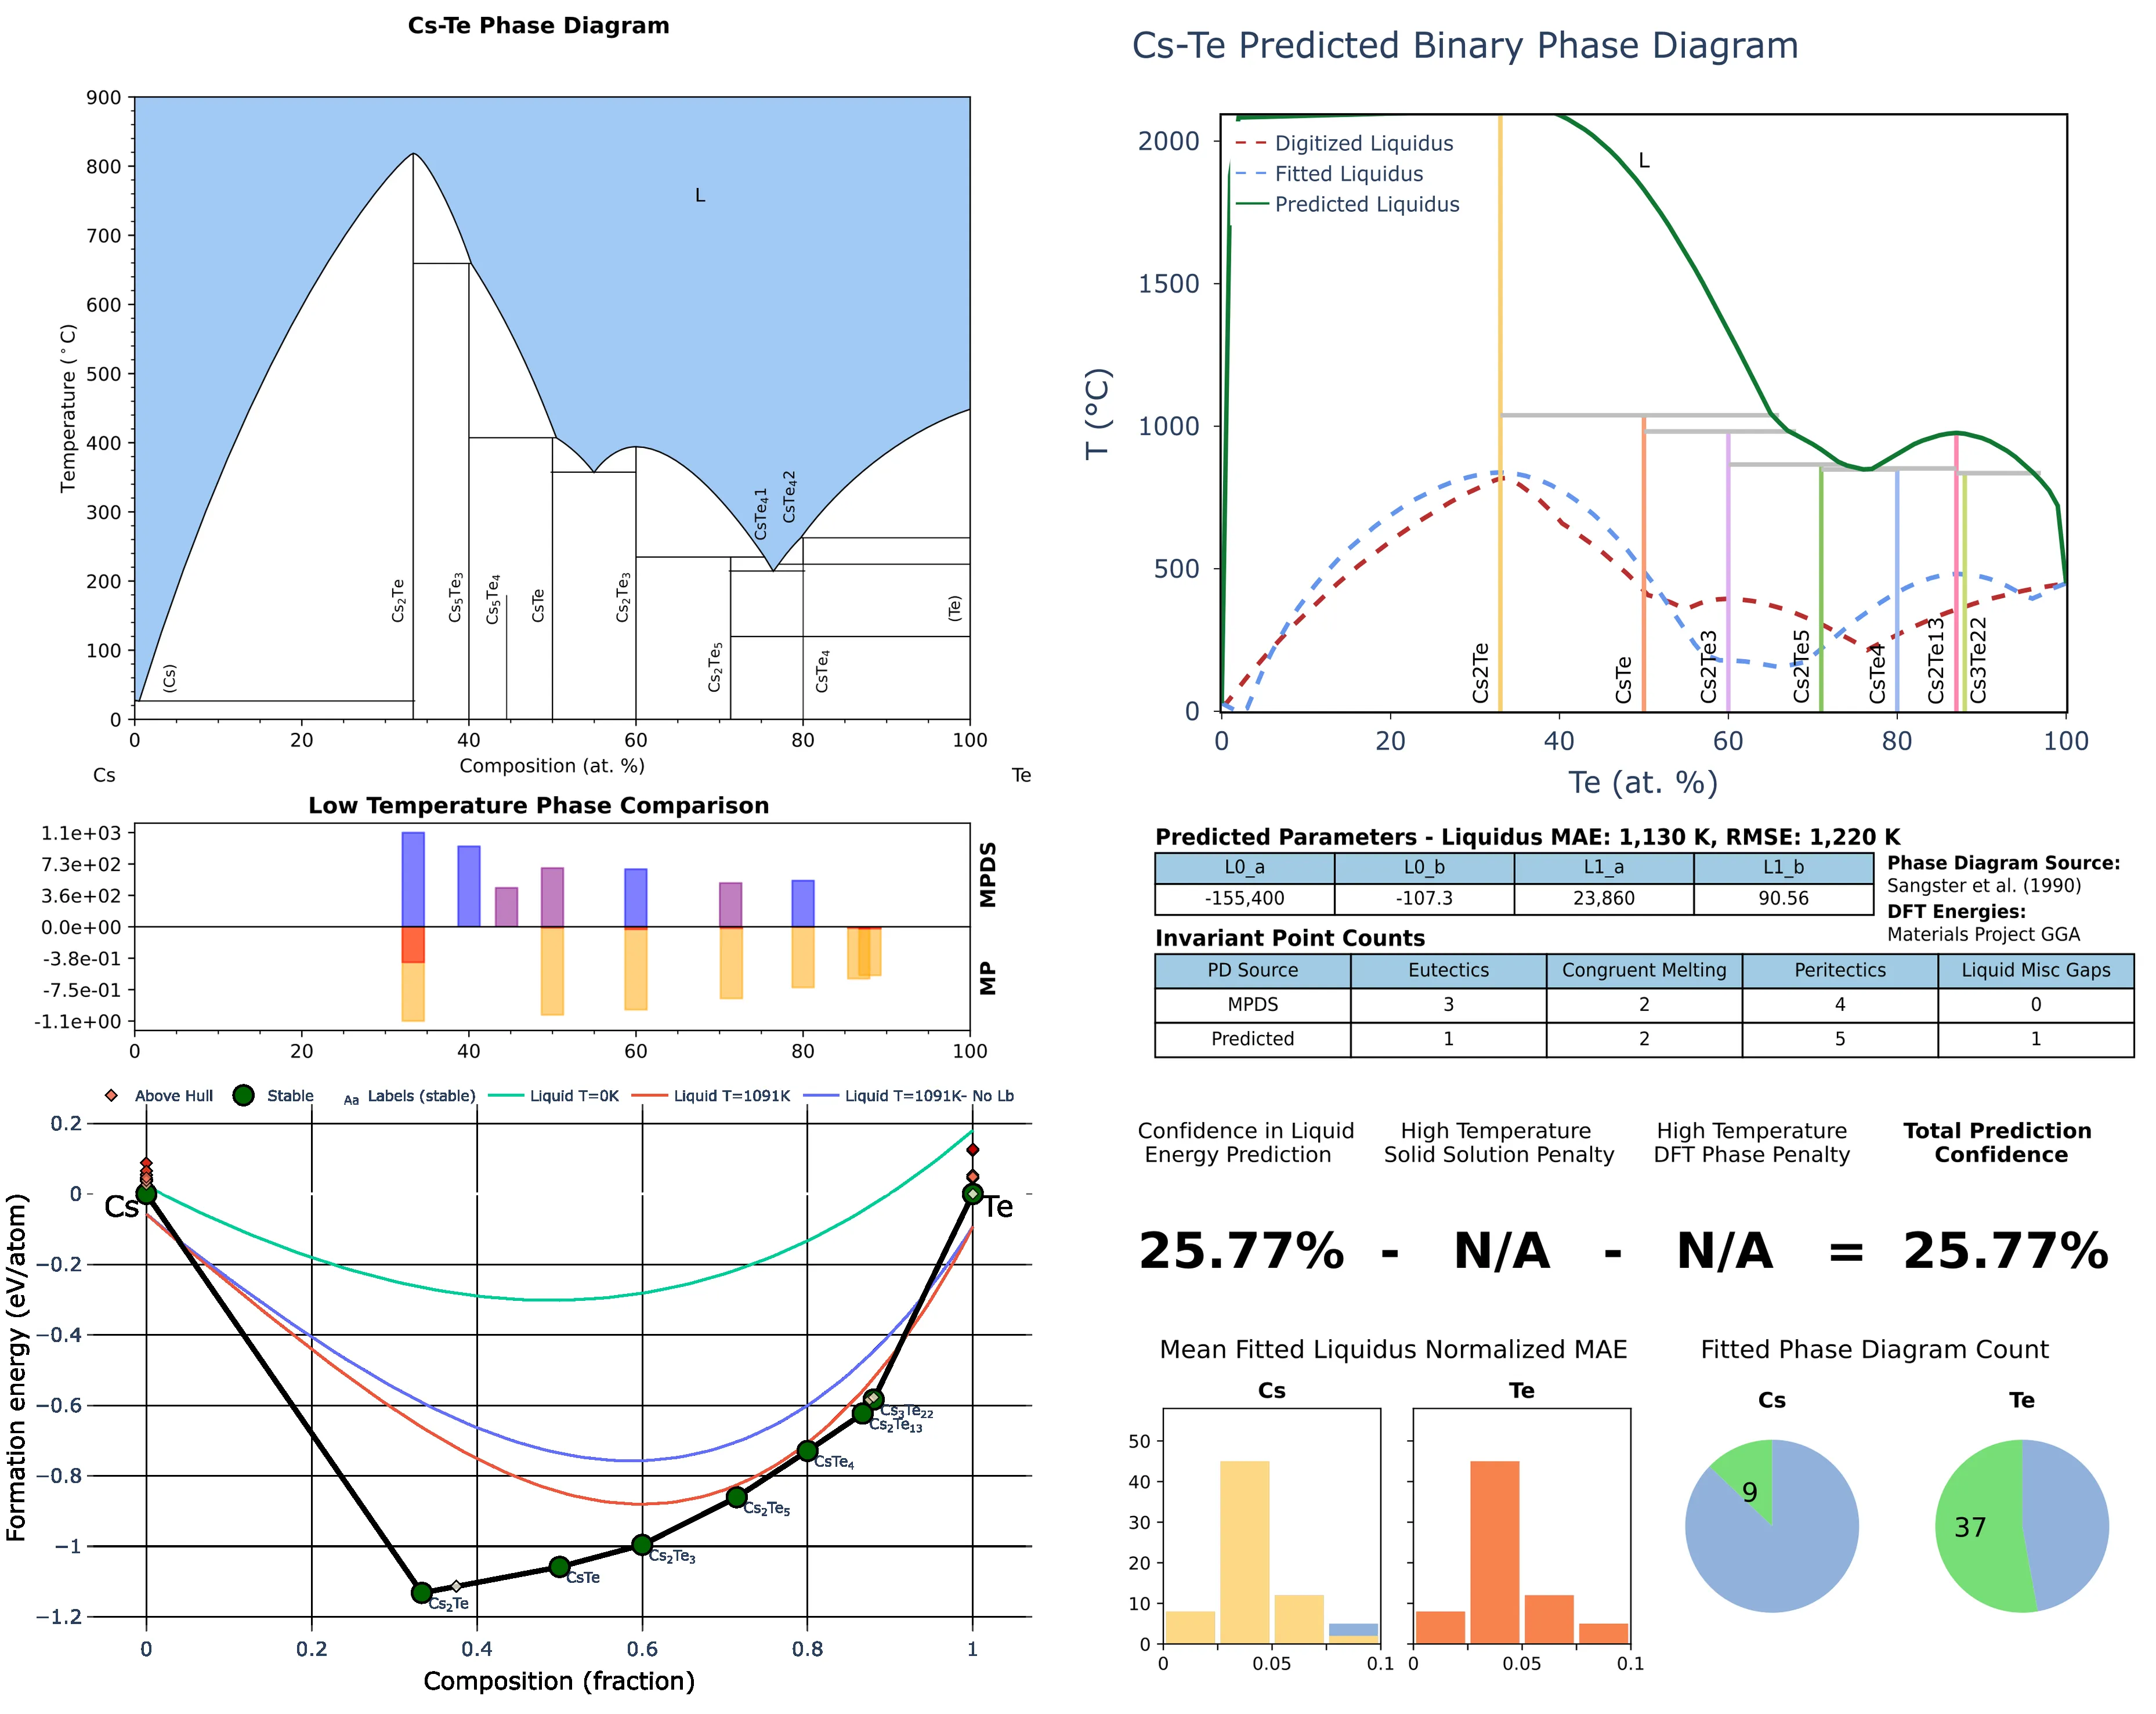 Cs-Te Phase Diagram
Temperature (°C)
900
800
700
600
500
400
300
200
100
0
L
(Cs)
Cs₂Te
Cs₅Te₃
Cs₅Te₄
CsTe
Cs₂Te₃
Cs₂Te₅
CsTe₄1
CsTe₄2
CsTe₄
(Te)
0 20 40 60 80 100
Composition (at. %)
Cs Te
Low Temperature Phase Comparison
1.1e+03
7.3e+02
3.6e+02
0.0e+00
-3.8e-01
-7.5e-01
-1.1e+00
MPDS
MP
0 20 40 60 80 100
Above Hull Stable Aa Labels (stable) Liquid T=0K Liquid T=1091K Liquid T=1091K- No Lb
Formation energy (eV/atom)
0.2
0
−0.2
−0.4
−0.6
−0.8
−1
−1.2
Cs
Te
Cs₃Te₂₂
Cs₂Te₁₃
CsTe₄
Cs₂Te₅
Cs₂Te₃
CsTe
Cs₂Te
0 0.2 0.4 0.6 0.8 1
Composition (fraction)
Cs-Te Predicted Binary Phase Diagram
T (°C)
2000
1500
1000
500
0
Digitized Liquidus
Fitted Liquidus
Predicted Liquidus
L
Cs2Te
CsTe
Cs2Te3
Cs2Te5
CsTe4
Cs2Te13
Cs3Te22
0 20 40 60 80 100
Te (at. %)
Predicted Parameters - Liquidus MAE: 1,130 K, RMSE: 1,220 K
L0_a L0_b L1_a L1_b
-155,400 -107.3 23,860 90.56
Phase Diagram Source:
Sangster et al. (1990)
DFT Energies:
Materials Project GGA
Invariant Point Counts
PD Source Eutectics Congruent Melting Peritectics Liquid Misc Gaps
MPDS 3 2 4 0
Predicted 1 2 5 1
Confidence in Liquid
Energy Prediction
High Temperature
Solid Solution Penalty
High Temperature
DFT Phase Penalty
Total Prediction
Confidence
25.77% - N/A - N/A = 25.77%
Mean Fitted Liquidus Normalized MAE
Cs Te
50
40
30
20
10
0
0 0.05 0.1
0 0.05 0.1
Fitted Phase Diagram Count
Cs Te
9
37